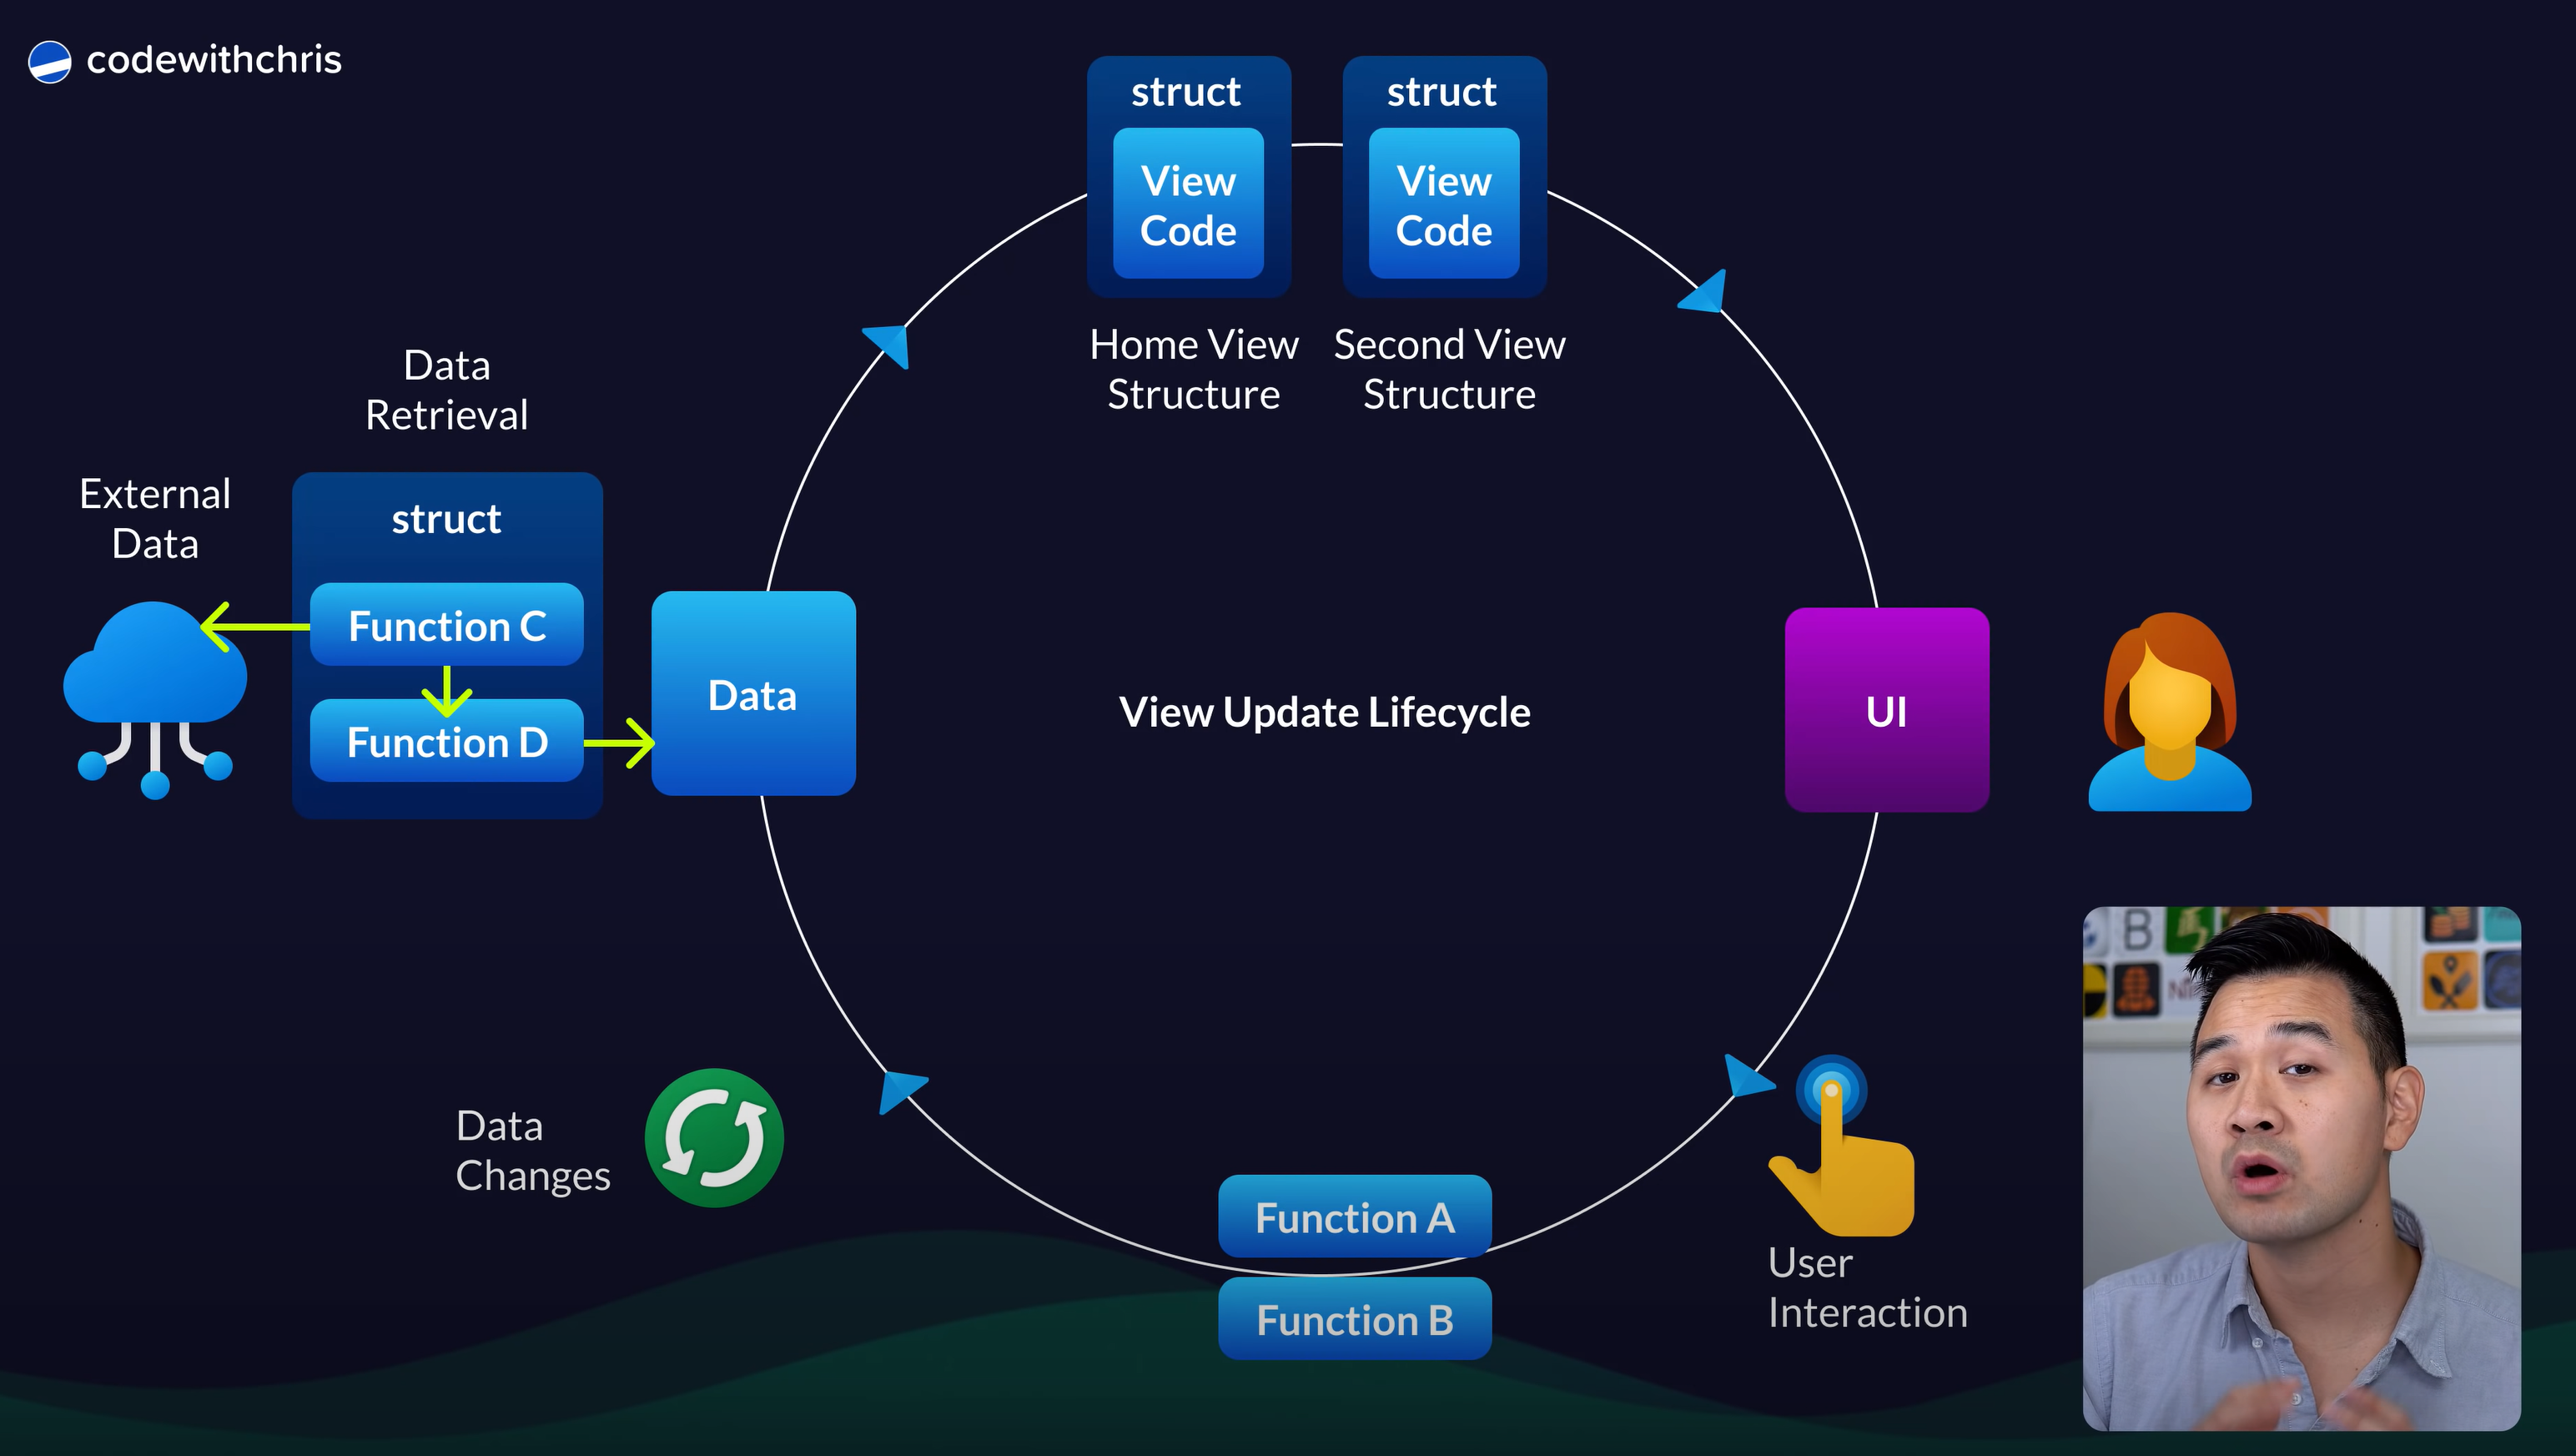 codewithchris
struct
View
Code
Home View
Structure
struct
View
Code
Second View
Structure
Data
Retrieval
External
Data
struct
Function C
Function D
Data
View Update Lifecycle
UI
Data
Changes
Function A
Function B
User
Interaction
B